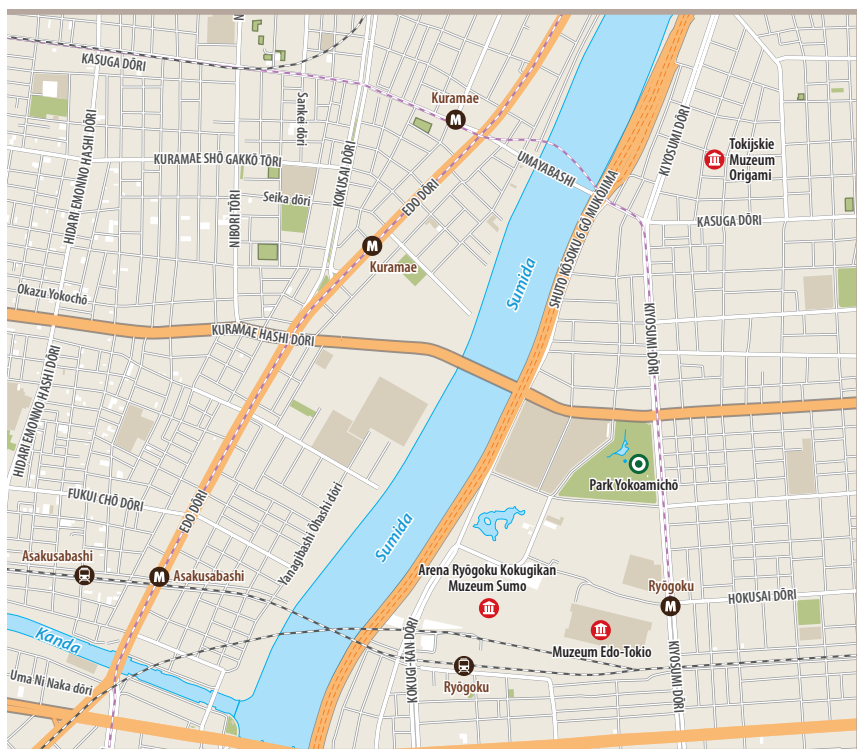 N
KASUGA DŌRI
Sankei dōri
Kuramae
M
KURAMAE SHŌ GAKKŌ TŌRI
UMAYABASHI
KIYOSUMI DŌRI
Tokijskie
Muzeum
Origami
HIDARI EMONNO HASHI DŌRI
KOKUSAI DŌRI
EDO DŌRI
Seika dōri
NIBORI TŌRI
KASUGA DŌRI
M
Kuramae
Sumida
SHUTO KŌSOKU 6 GŌ MUKŌJIMA
Okazu Yokochō
KURAMAE HASHI DŌRI
KIYOSUMI DŌRI
HIDARI EMONNO HASHI DŌRI
Park Yokoamichō
FUKUI CHŌ DŌRI
EDO DŌRI
Yanagibashi Ōhashi dōri
Sumida
Asakusabashi
M
Asakusabashi
Arena Ryōgoku Kokugikan
Muzeum Sumo
Ryōgoku
M
HOKUSAI DŌRI
Kanda
KOKUGI-KAN DŌRI
Muzeum Edo-Tokio
Uma Ni Naka dōri
Ryōgoku
KIYOSUMI DŌRI